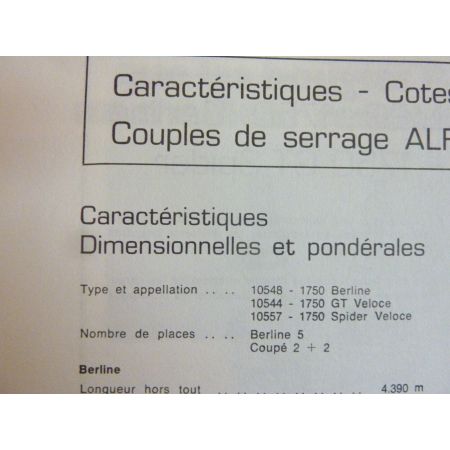 Caractéristiques - Cotes
Couples de serrage ALF
Caractéristiques
Dimensionnelles et pondérales
Type et appellation .. .. 10548 - 1750 Berline
10544 - 1750 GT Veloce
10557 - 1750 Spider Veloce
Nombre de places .. .. Berline 5
Coupé 2 + 2
Berline
Longueur hors tout .. .. .. .. .. .. .. 4.390 m